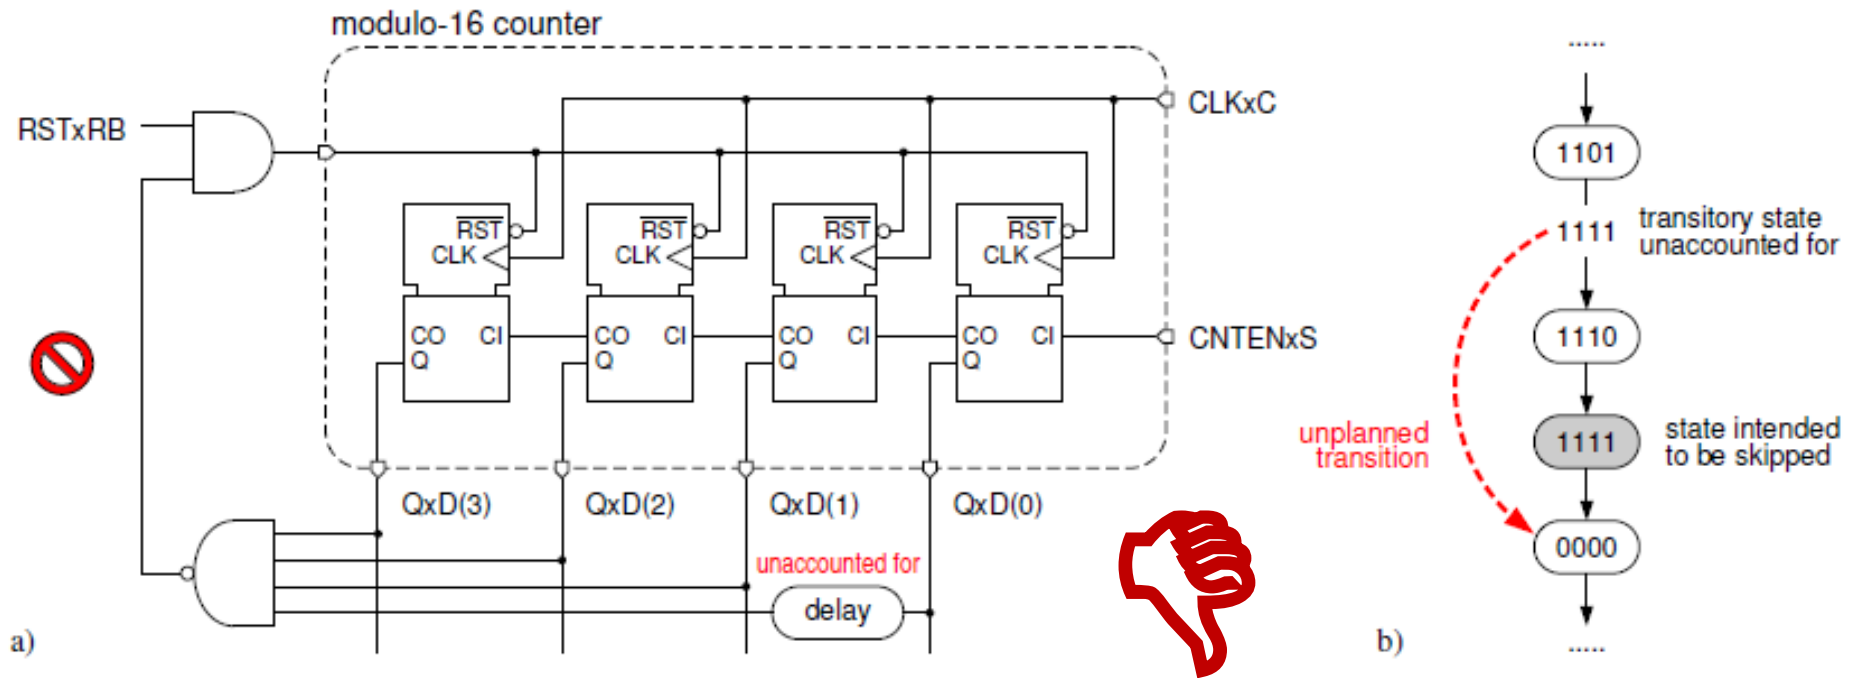 modulo-16 counter
RSTxRB
CLKxC
RST
CLK
RST
CLK
RST
CLK
RST
CLK
CO CI
Q
CO CI
Q
CO CI
Q
CO CI
Q
CNTENxS
QxD(3)
QxD(2)
QxD(1)
QxD(0)
unaccounted for
delay
a)
.....
1101
1111
transitory state
unaccounted for
1110
unplanned
transition
1111
state intended
to be skipped
0000
.....
b)